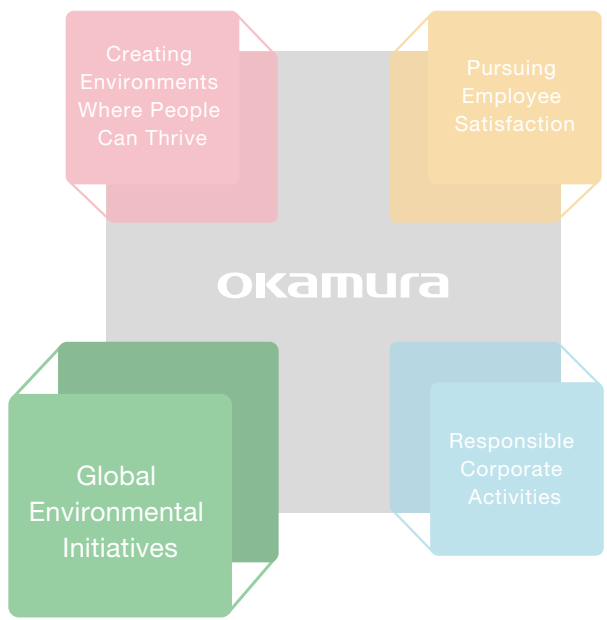 Creating
Environments
Where People
Can Thrive
Pursuing
Employee
Satisfaction
okamura
Global
Environmental
Initiatives
Responsible
Corporate
Activities